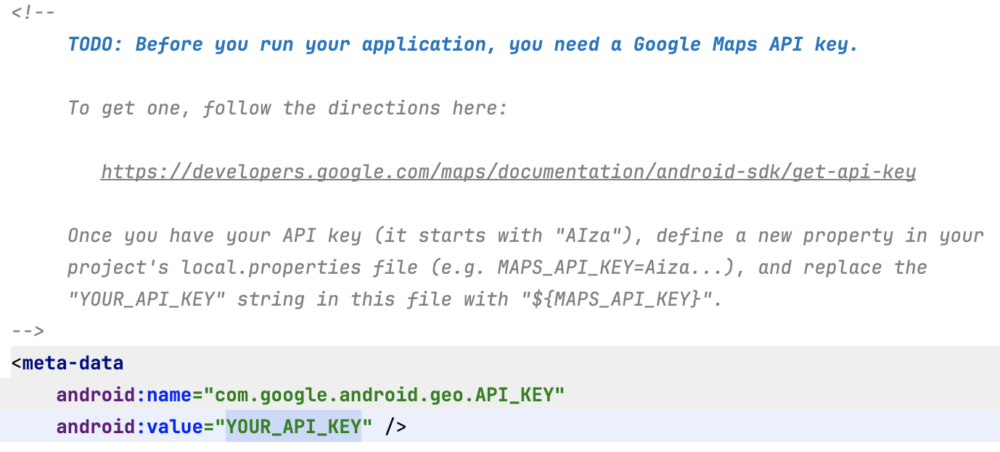 <!--
TODO: Before you run your application, you need a Google Maps API key.
To get one, follow the directions here:
https://developers.google.com/maps/documentation/android-sdk/get-api-key
Once you have your API key (it starts with "AIza"), define a new property in your
project's local.properties file (e.g. MAPS_API_KEY=Aiza...), and replace the
"YOUR_API_KEY" string in this file with "${MAPS_API_KEY}".
-->
<meta-data
android:name="com.google.android.geo.API_KEY"
android:value="YOUR_API_KEY" />